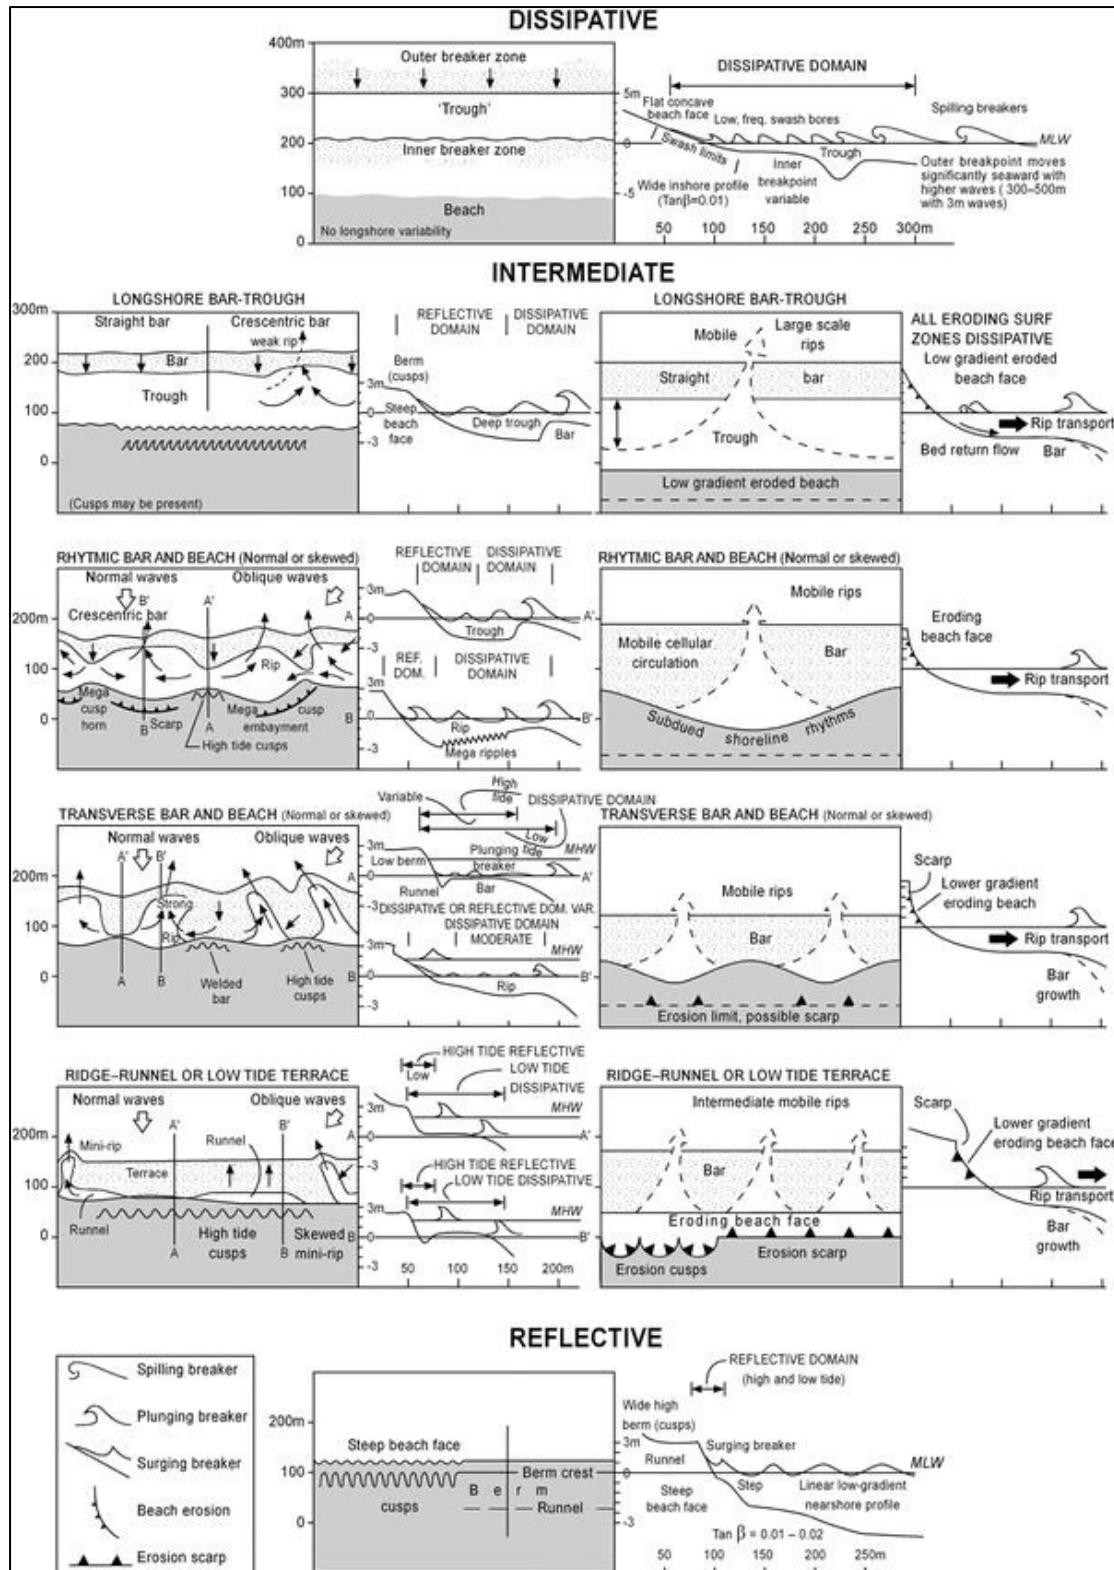 DISSIPATIVE
400m
300
200
100
0
Outer breaker zone
'Trough'
Inner breaker zone
Beach
No longshore variability
DISSIPATIVE DOMAIN
5m
0
-5
Flat concave
beach face
Low, freq. swash bores
Spilling breakers
MLW
Swash limits
Trough
Wide inshore profile
(Tanβ=0.01)
Inner
breakpoint
variable
Outer breakpoint moves
significantly seaward with
higher waves ( 300–500m
with 3m waves)
50 100 150 200 250 300m
INTERMEDIATE
LONGSHORE BAR-TROUGH
300m
200
100
0
Straight bar
Crescentric bar
weak rip
Bar
Trough
(Cusps may be present)
REFLECTIVE
DOMAIN
DISSIPATIVE
DOMAIN
Berm
(cusps)
3m
0
-3
Steep
beach
face
Deep trough
Bar
LONGSHORE BAR-TROUGH
Mobile
Large scale
rips
Straight bar
Trough
Low gradient eroded beach
ALL ERODING SURF
ZONES DISSIPATIVE
Low gradient eroded
beach face
Rip transport
Bed return flow
Bar
RHYTMIC BAR AND BEACH (Normal or skewed)
Normal waves
Oblique waves
B' A'
Crescentric bar
200m
100
0
A
Rip
Mega
cusp
horn
Scarp
Mega cusp
embayment
B A
High tide cusps
B
REFLECTIVE
DOMAIN
DISSIPATIVE
DOMAIN
3m
0
-3
A'
Trough
REF.
DOM.
DISSIPATIVE
DOMAIN
3m
0
-3
B'
Rip
Mega ripples
RHYTMIC BAR AND BEACH (Normal or skewed)
Mobile rips
Mobile cellular
circulation
Bar
Subdued shoreline rhythms
Eroding
beach face
Rip transport
TRANSVERSE BAR AND BEACH (Normal or skewed)
Normal waves
Oblique waves
A' B'
200m
100
0
A
Strong
Rip
A B
Welded
bar
High tide
cusps
B
Variable
High
tide
DISSIPATIVE DOMAIN
Low
3m
0
-3
Low berm
Plunging tide
breaker
MHW
A'
Runnel
Bar
DISSIPATIVE OR REFLECTIVE DOM. VAR.
DISSIPATIVE DOMAIN
MODERATE
3m
0
-3
MHW
B'
Rip
TRANSVERSE BAR AND BEACH (Normal or skewed)
Mobile rips
Bar
Erosion limit, possible scarp
Scarp
Lower gradient
eroding beach
Rip transport
Bar
growth
RIDGE–RUNNEL OR LOW TIDE TERRACE
Normal waves
Oblique waves
A' B'
Mini-rip
Runnel
200m
100
0
A
Terrace
Runnel
A
High tide
cusps
B
Skewed
mini-rip
B
HIGH TIDE REFLECTIVE
Low
LOW TIDE
DISSIPATIVE
3m
0
-3
MHW
A'
HIGH TIDE REFLECTIVE
LOW TIDE DISSIPATIVE
3m
0
-3
MHW
B'
50 100 150 200m
RIDGE–RUNNEL OR LOW TIDE TERRACE
Intermediate mobile rips
Bar
Eroding beach face
Erosion scarp
Erosion cusps
Scarp
Lower gradient
eroding beach face
Rip transport
Bar
growth
REFLECTIVE
Spilling breaker
Plunging breaker
Surging breaker
Beach erosion
Erosion scarp
200m
100
0
Steep beach face
Berm crest
cusps
Berm
Runnel
REFLECTIVE DOMAIN
(high and low tide)
Wide high
berm (cusps)
3m
0
-3
Surging breaker
MLW
Runnel
Steep
beach face
Step
Linear low-gradient
nearshore profile
Tan β = 0.01 – 0.02
50 100 150 200 250m